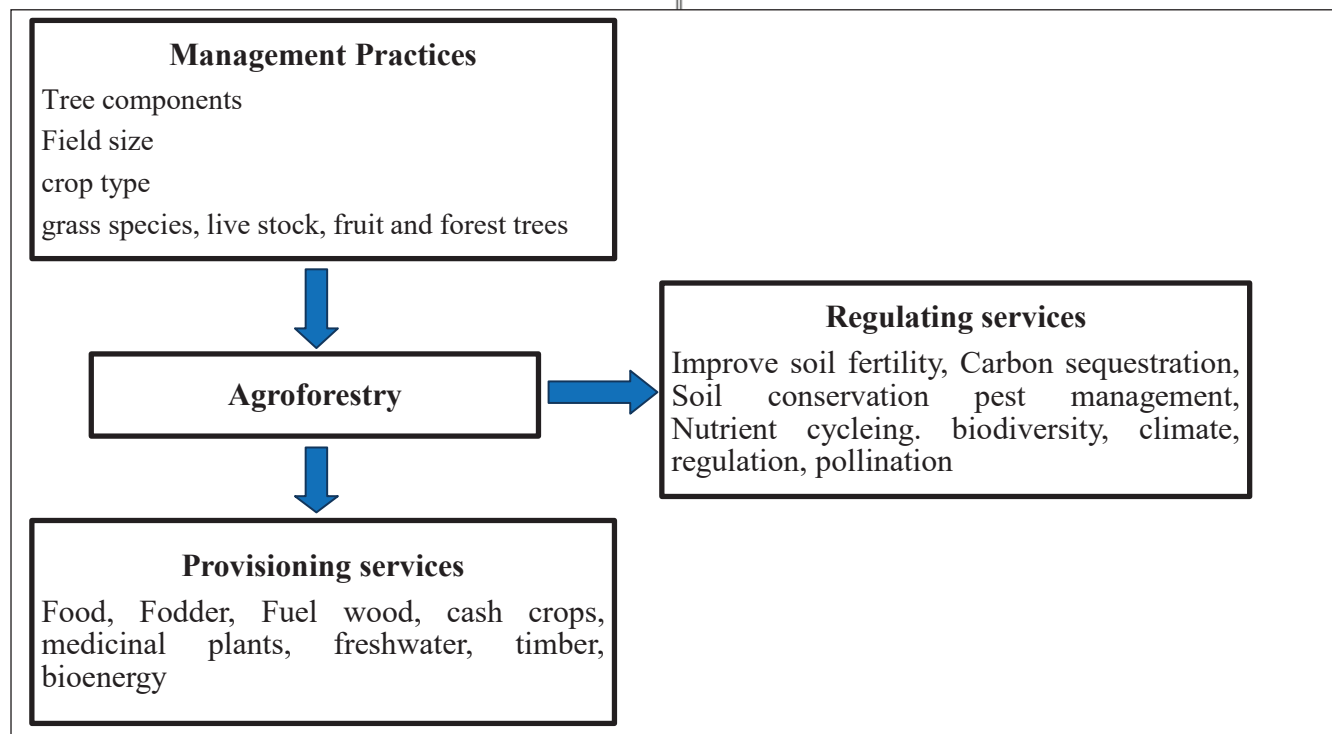 Management Practices
Tree components
Field size
crop type
grass species, live stock, fruit and forest trees
Agroforestry
Regulating services
Improve soil fertility, Carbon sequestration,
Soil conservation pest management,
Nutrient cycleing. biodiversity, climate,
regulation, pollination
Provisioning services
Food, Fodder, Fuel wood, cash crops,
medicinal plants, freshwater, timber,
bioenergy